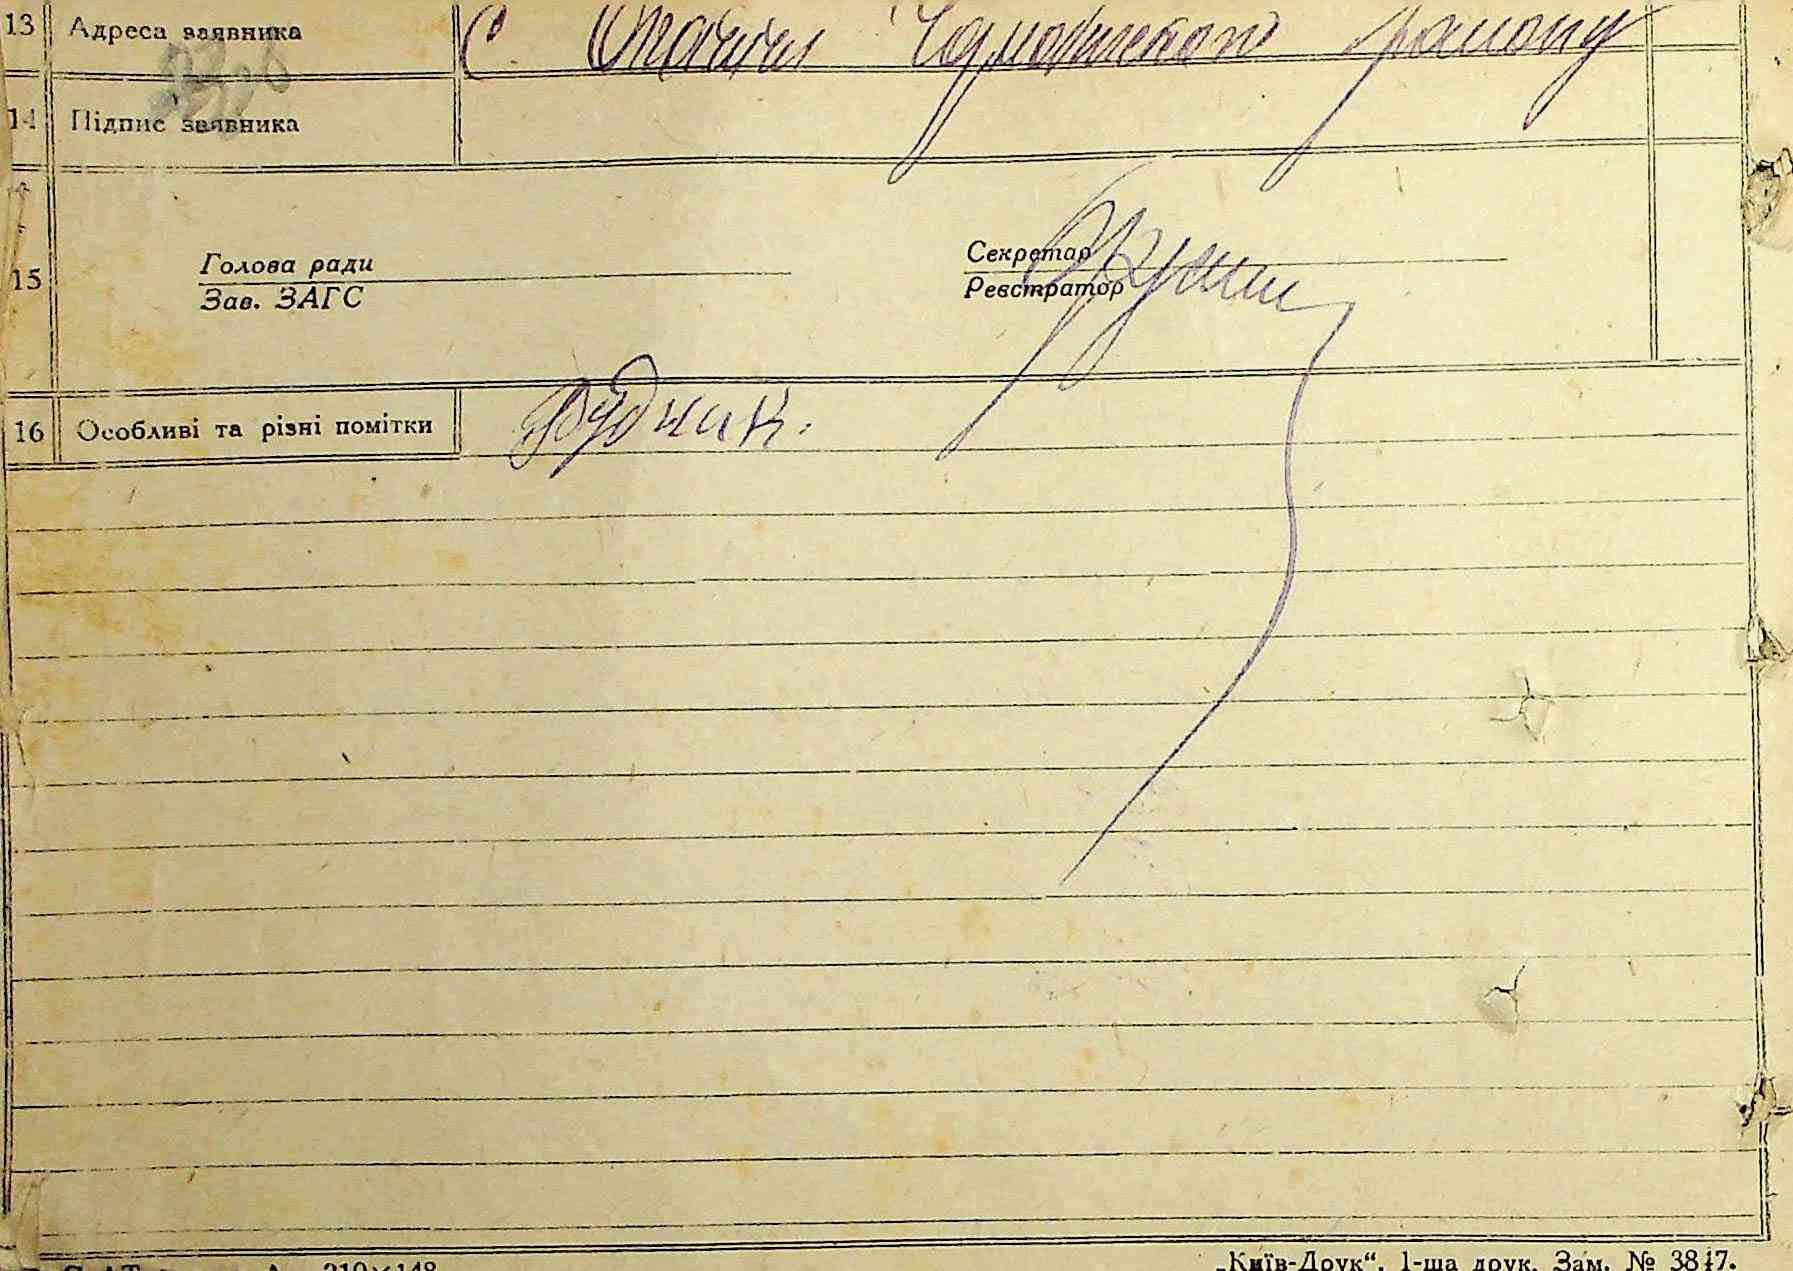 13 Адреса заявника С. району
14 Підпис заявника
15
Голова ради Секретар
Зав. ЗАГС Реєстратор
16 Особливі та різні помітки Рудник.
„Київ-Друк“. 1-ша друк. Зам. № 3817.